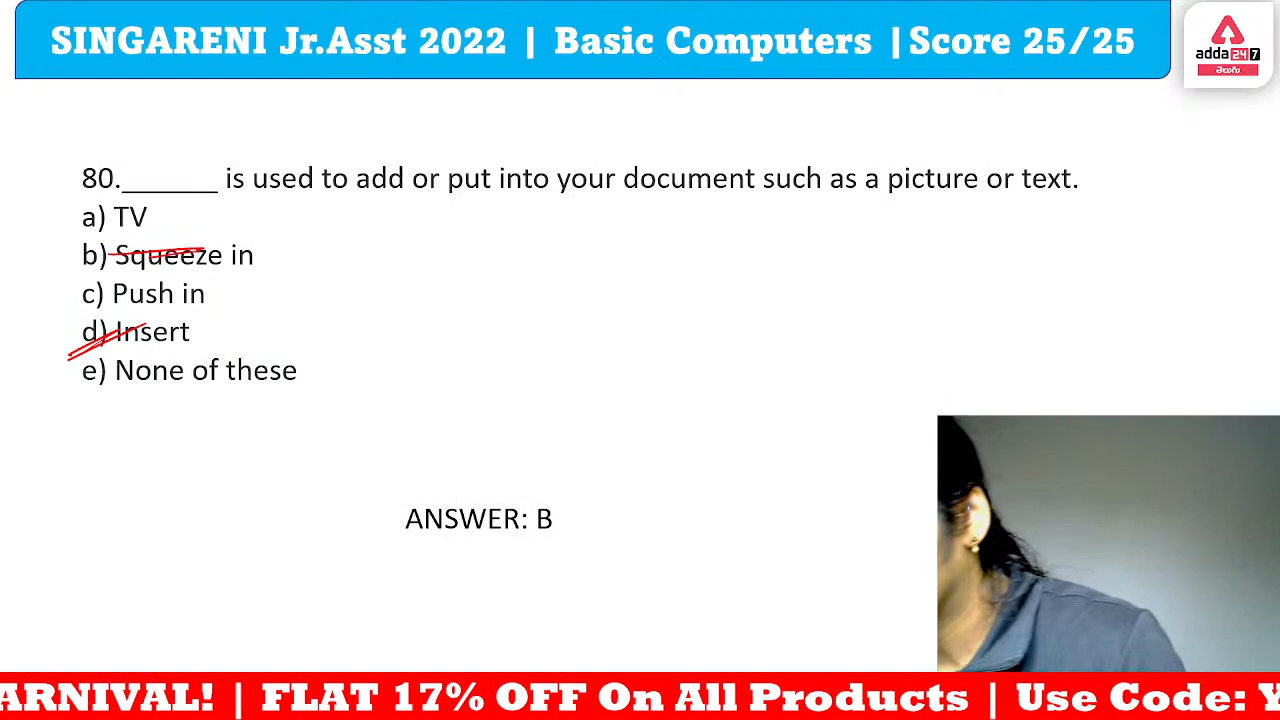 SINGARENI Jr.Asst 2022 | Basic Computers |Score 25/25
adda247
తెలుగు
80.______ is used to add or put into your document such as a picture or text.
a) TV
b) Squeeze in
c) Push in
d) Insert
e) None of these
ANSWER: B
ARNIVAL! | FLAT 17% OFF On All Products | Use Code: Y